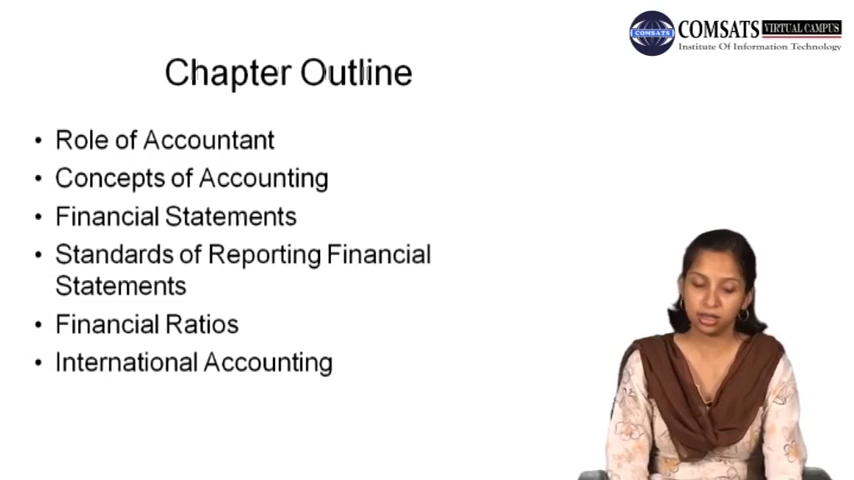 COMSATS VIRTUAL CAMPUS
COMSATS
Institute Of Information Technology
Chapter Outline
• Role of Accountant
• Concepts of Accounting
• Financial Statements
• Standards of Reporting Financial
Statements
• Financial Ratios
• International Accounting